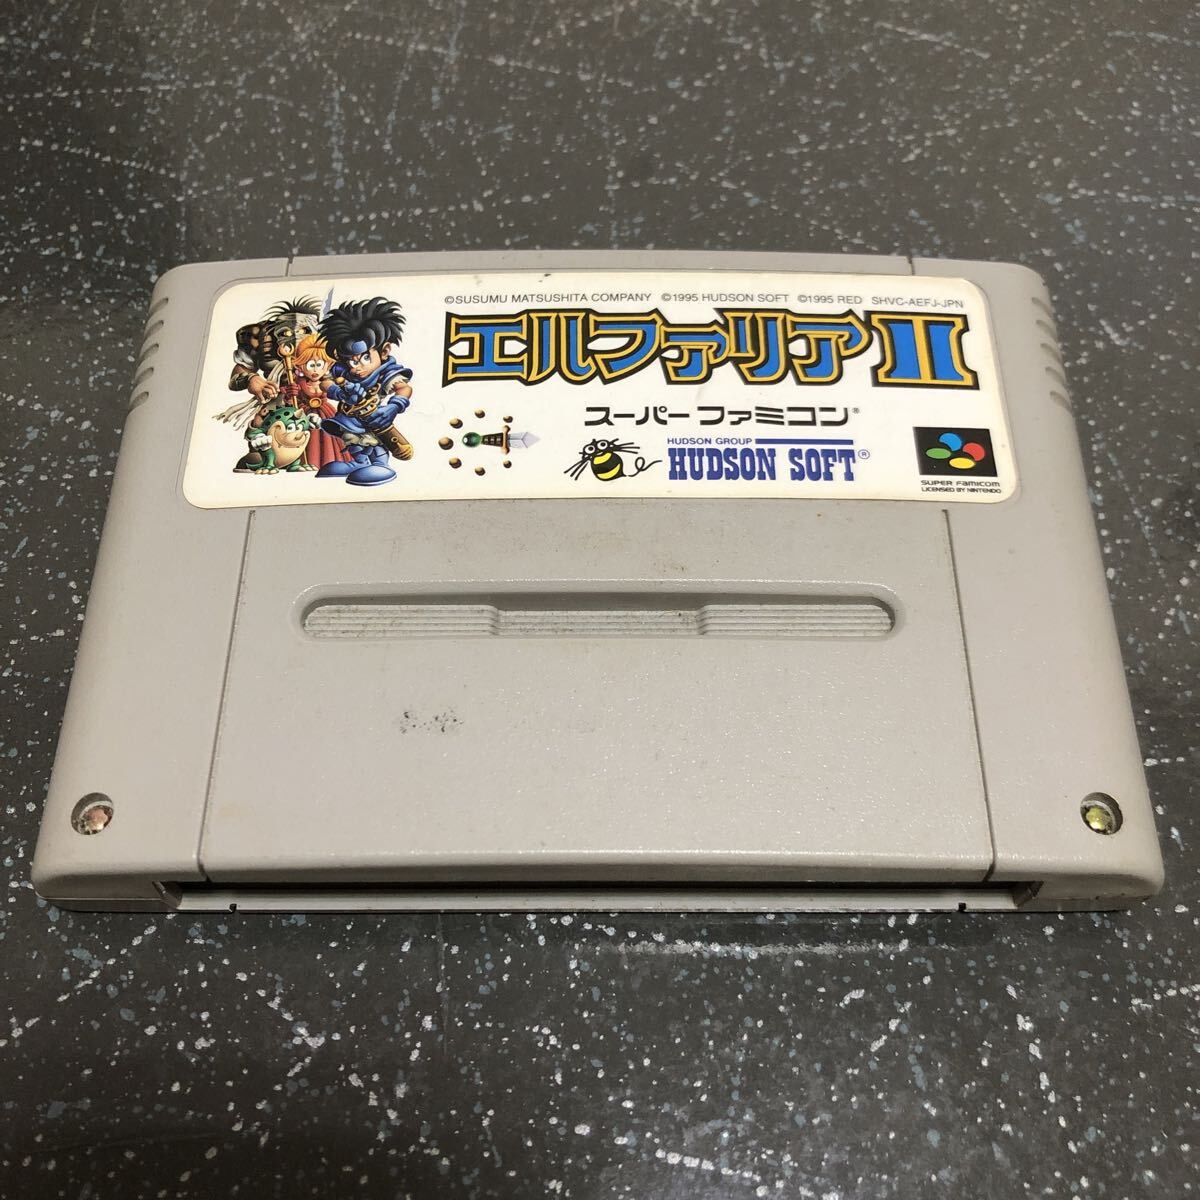 ©SUSUMU MATSUSHITA COMPANY ©1995 HUDSON SOFT ©1995 RED SHVC-AEFJ-JPN
エルファリアII
スーパーファミコン®
HUDSON GROUP
HUDSON SOFT®
SUPER FAMICOM
LICENSED BY NINTENDO